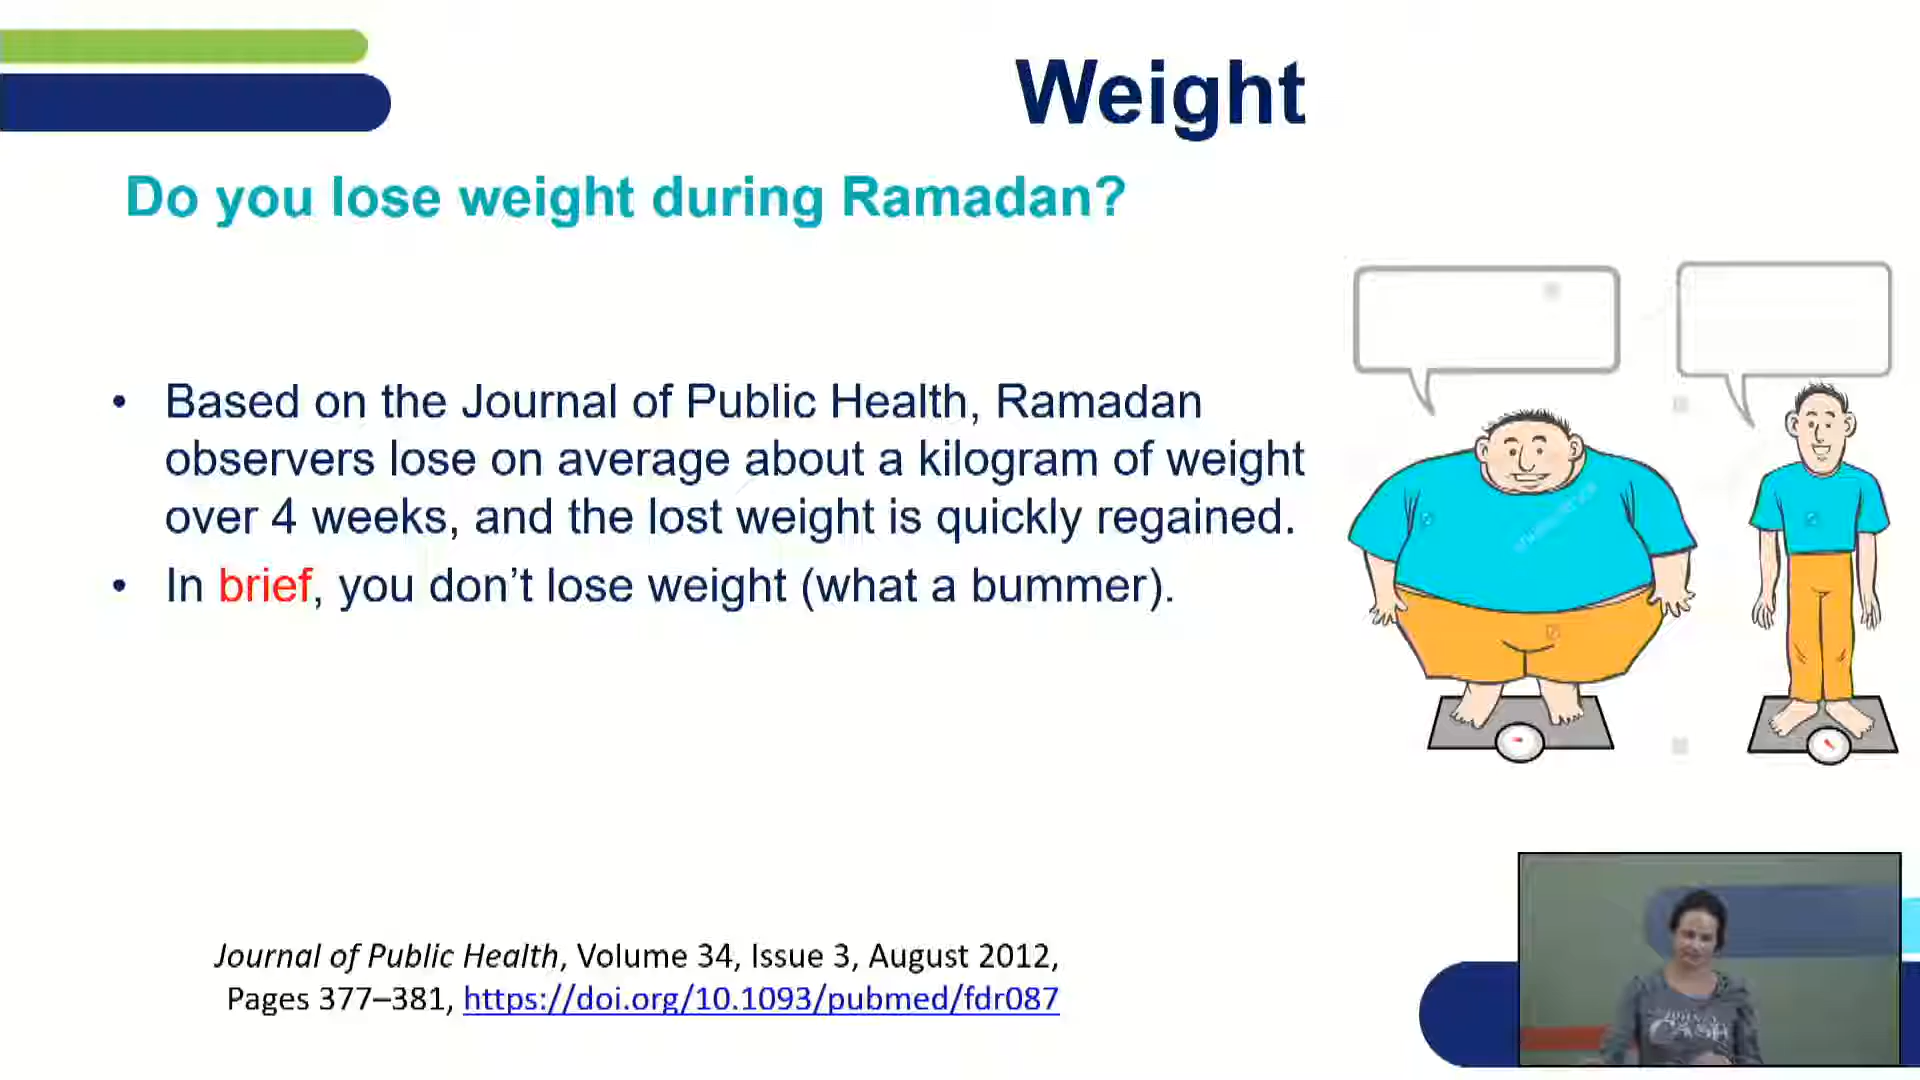 Weight
Do you lose weight during Ramadan?
• Based on the Journal of Public Health, Ramadan
observers lose on average about a kilogram of weight
over 4 weeks, and the lost weight is quickly regained.
• In brief, you don’t lose weight (what a bummer).
Journal of Public Health, Volume 34, Issue 3, August 2012,
Pages 377–381, https://doi.org/10.1093/pubmed/fdr087
CASH